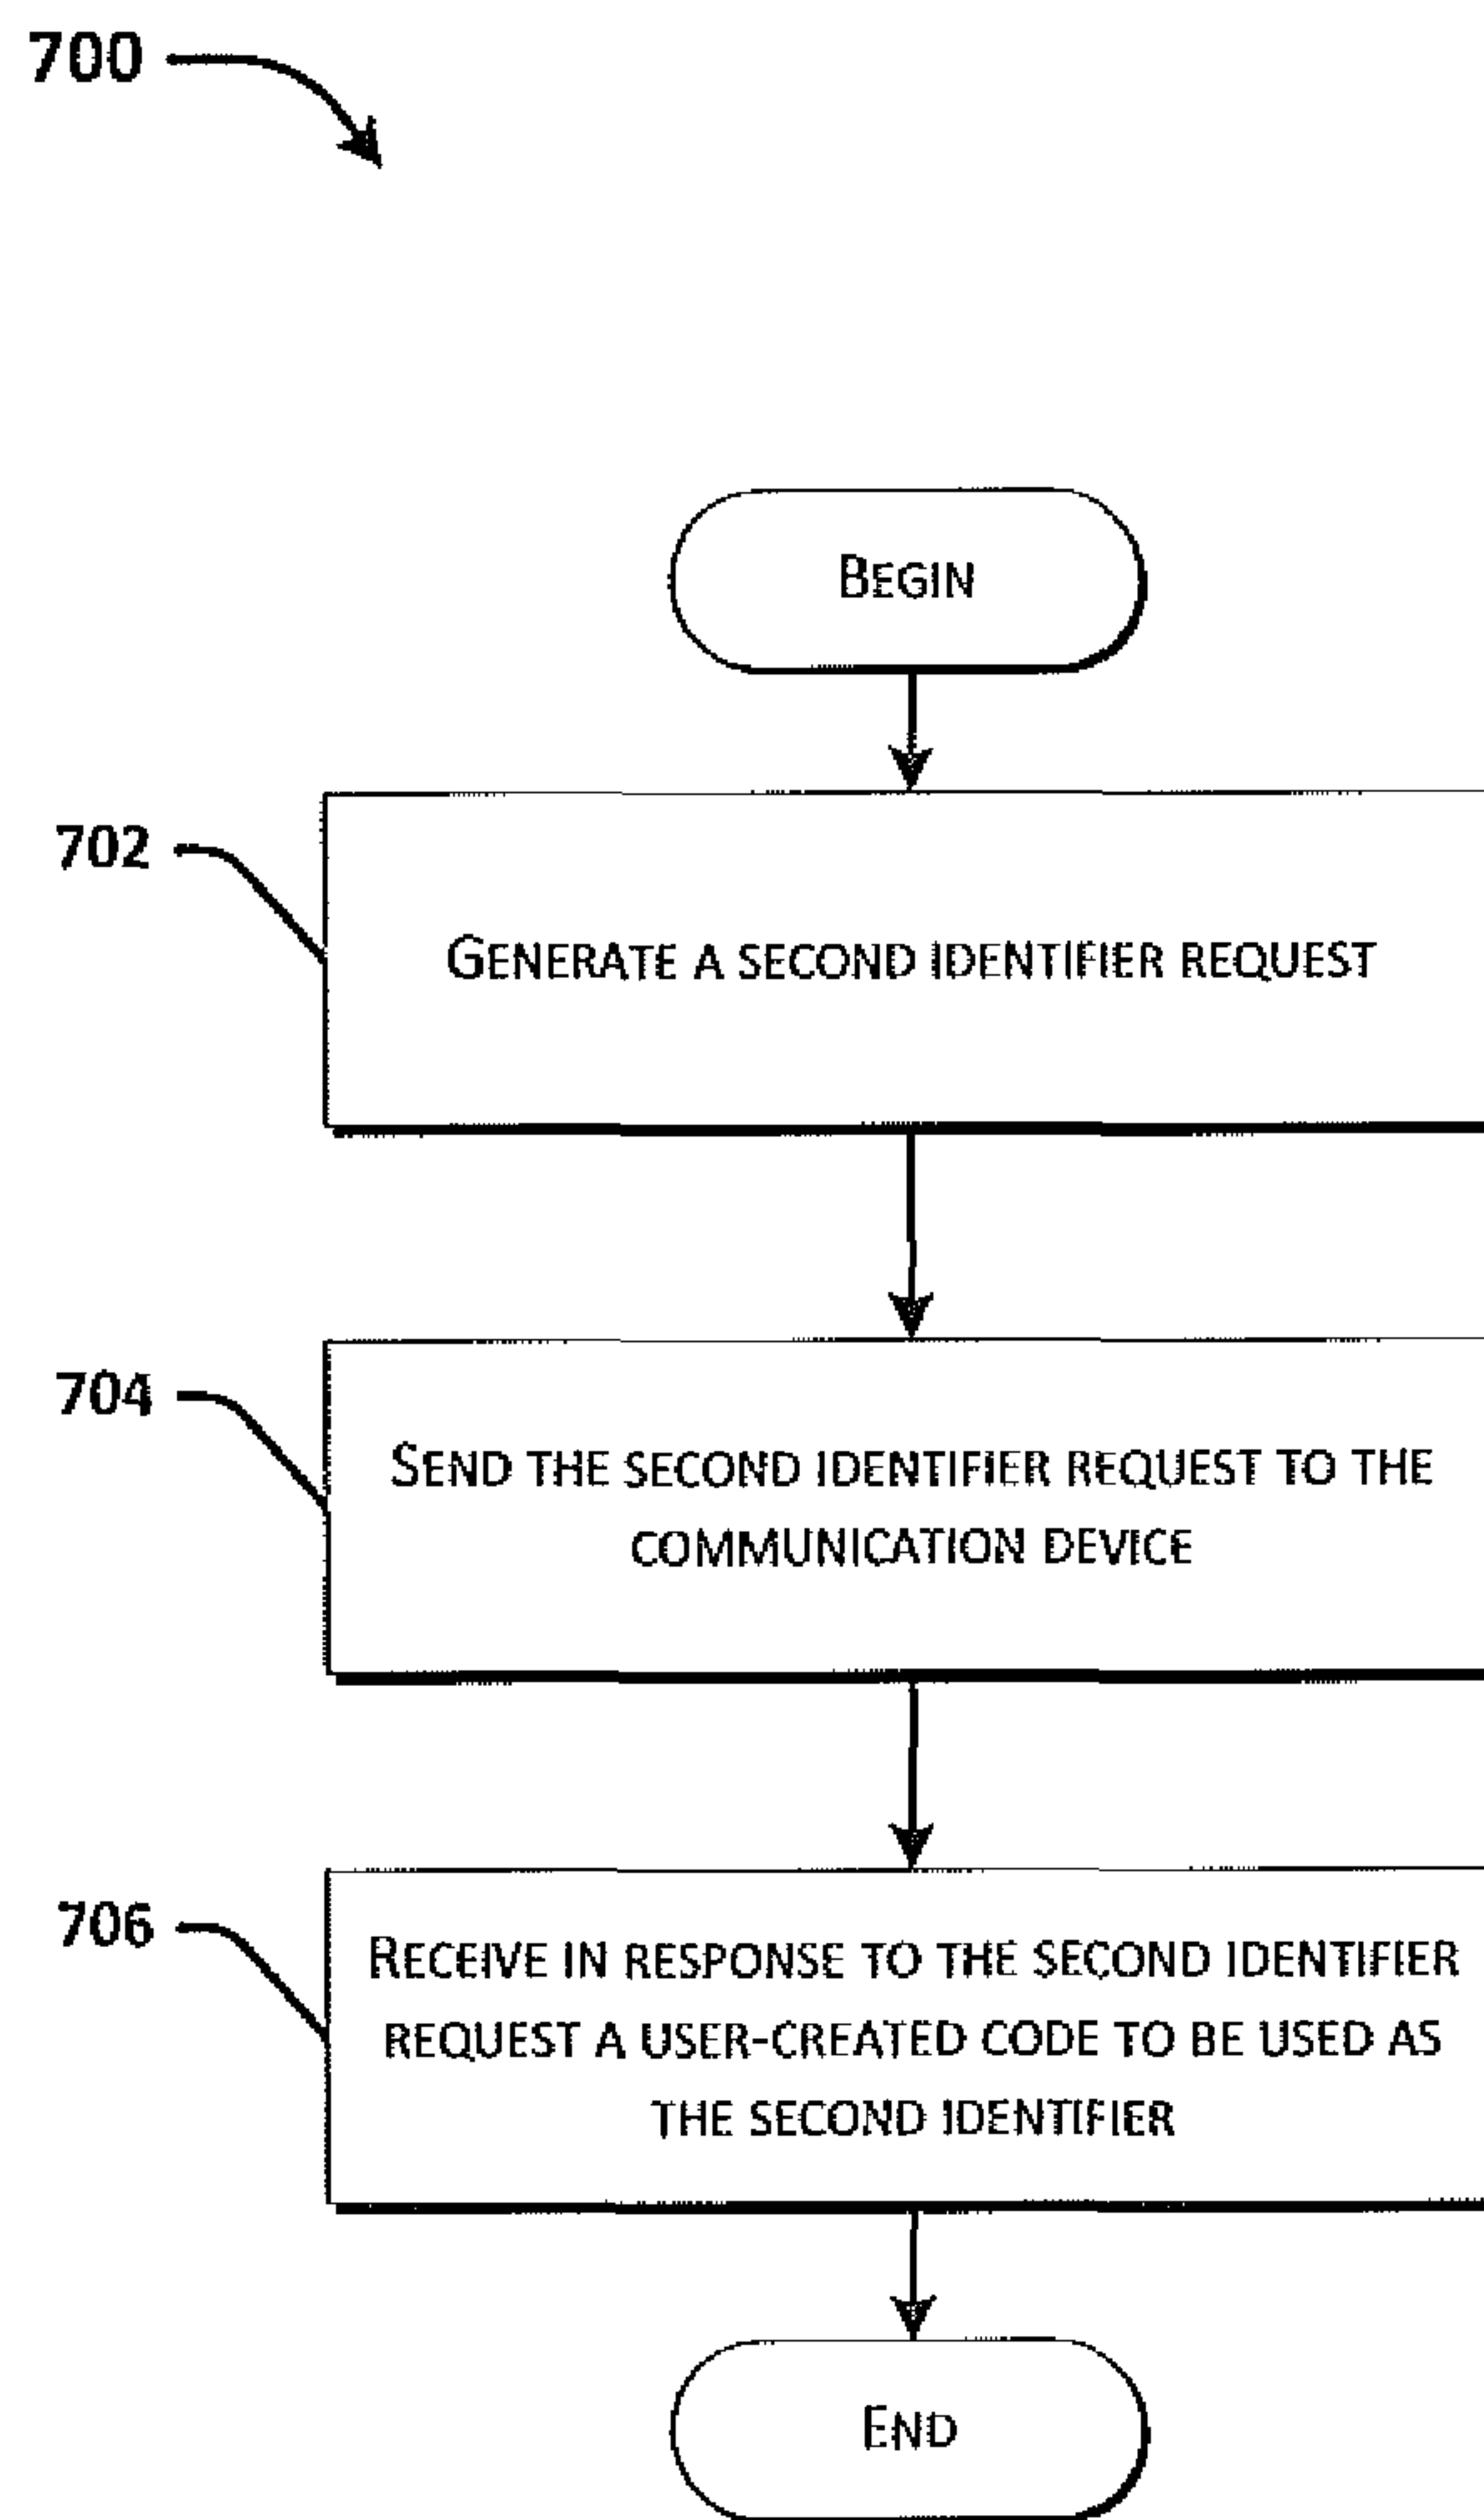 700
BEGIN
702
GENERATE A SECOND IDENTIFIER REQUEST
704
SEND THE SECOND IDENTIFIER REQUEST TO THE
COMMUNICATION DEVICE
706
RECEIVE IN RESPONSE TO THE SECOND IDENTIFIER
REQUEST A USER-CREATED CODE TO BE USED AS
THE SECOND IDENTIFIER
END